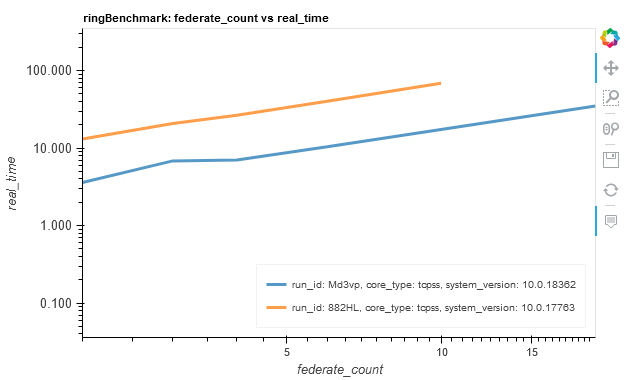 ringBenchmark: federate_count vs real_time
100.000
10.000
1.000
0.100
real_time
run_id: Md3vp, core_type: tcpss, system_version: 10.0.18362
run_id: 882HL, core_type: tcpss, system_version: 10.0.17763
5
10
15
federate_count